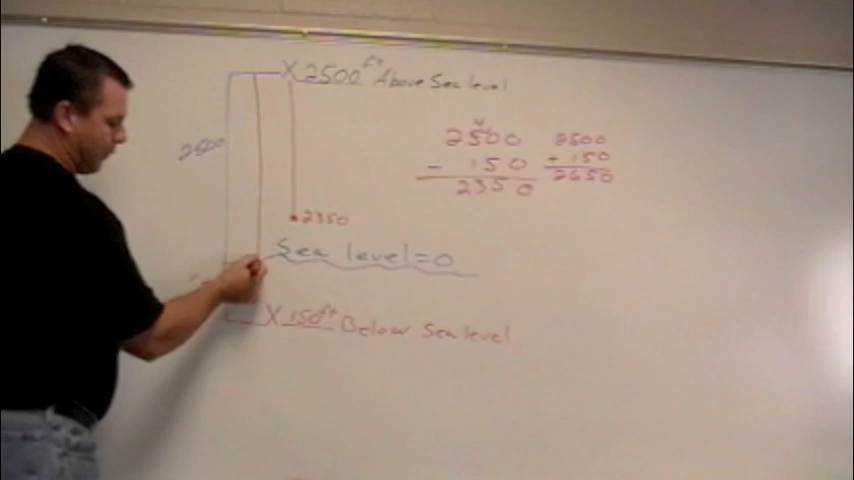 X 2500 ft Above Sea level
2500
2500
- 150
2350
2500
+ 150
2650
2350
Sea level = 0
X 150 ft Below Sea level